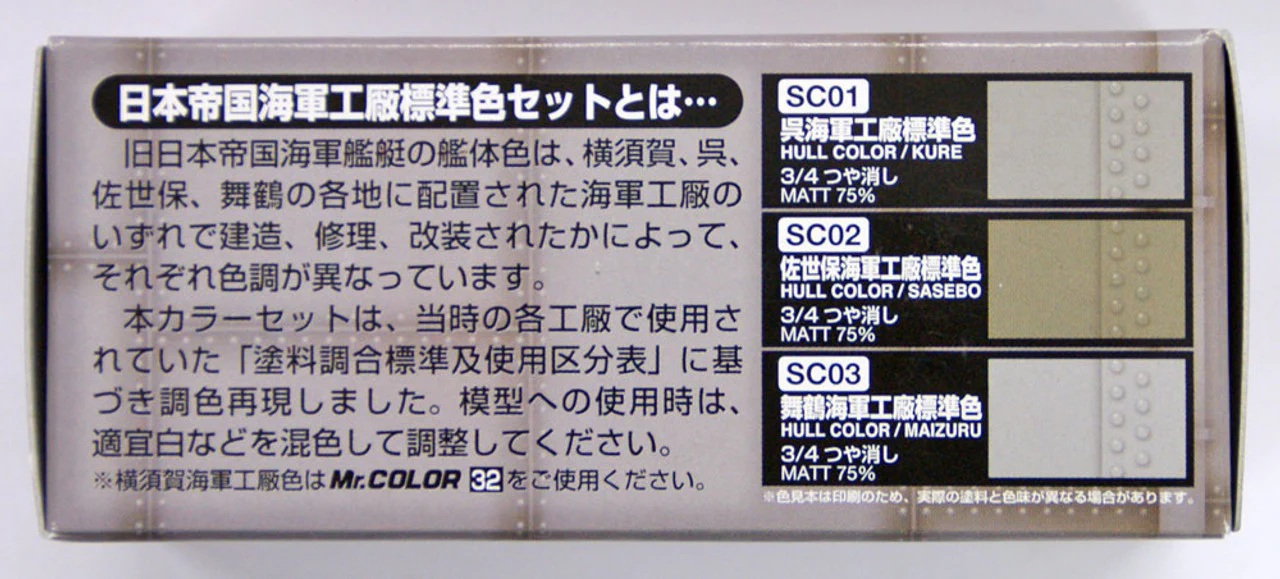 日本帝国海軍工廠標準色セットとは…
旧日本帝国海軍艦艇の艦体色は、横須賀、呉、
佐世保、舞鶴の各地に配置された海軍工廠の
いずれで建造、修理、改装されたかによって、
それぞれ色調が異なっています。
本カラーセットは、当時の各工廠で使用さ
れていた「塗料調合標準及使用区分表」に基
づき調色再現しました。模型への使用時は、
適宜白などを混色して調整してください。
※横須賀海軍工廠色はMr.COLOR 32をご使用ください。
SC01
呉海軍工廠標準色
HULL COLOR / KURE
3/4 つや消し
MATT 75%
SC02
佐世保海軍工廠標準色
HULL COLOR / SASEBO
3/4 つや消し
MATT 75%
SC03
舞鶴海軍工廠標準色
HULL COLOR / MAIZURU
3/4 つや消し
MATT 75%
※色見本は印刷のため、実際の塗料と色味が異なる場合があります。